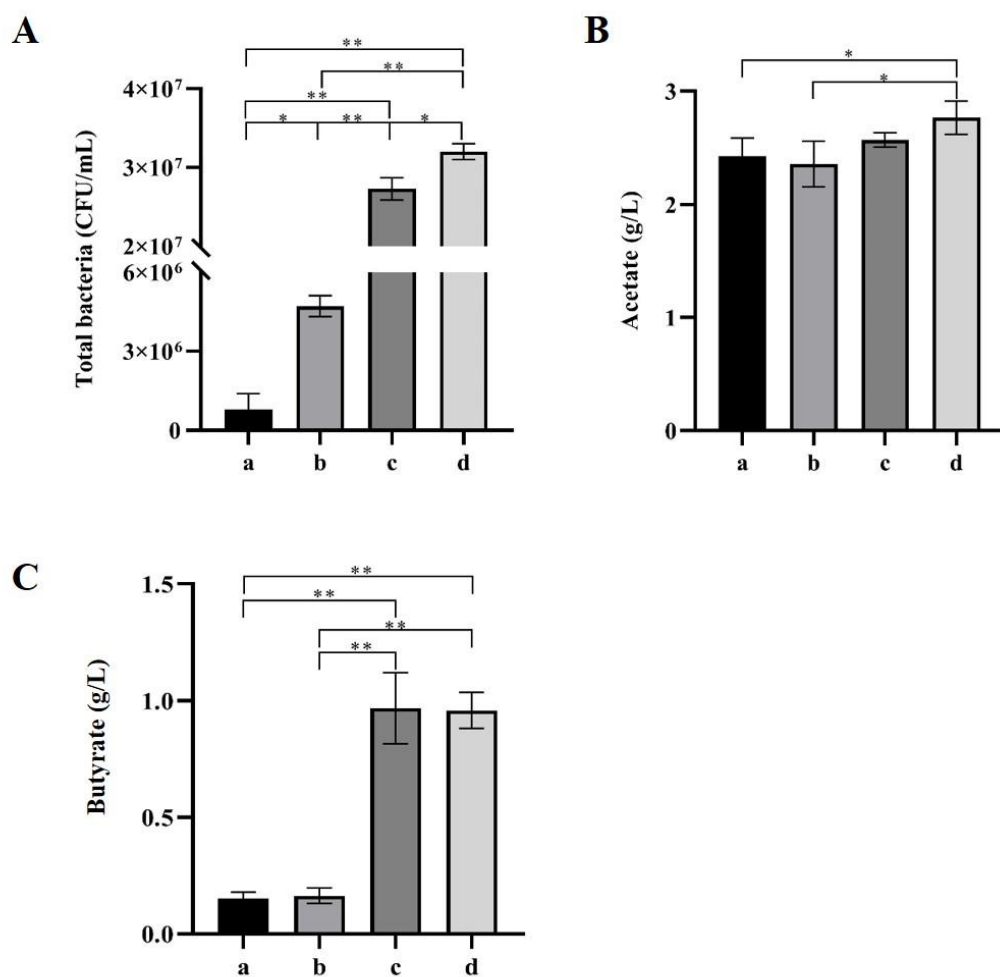 A
Total bacteria (CFU/mL)
4×10⁷
3×10⁷
2×10⁷
6×10⁶
3×10⁶
0
**
**
**
* ** *
a b c d
B
Acetate (g/L)
3
2
1
0
*
*
a b c d
C
Butyrate (g/L)
1.5
1.0
0.5
0.0
**
**
**
**
a b c d